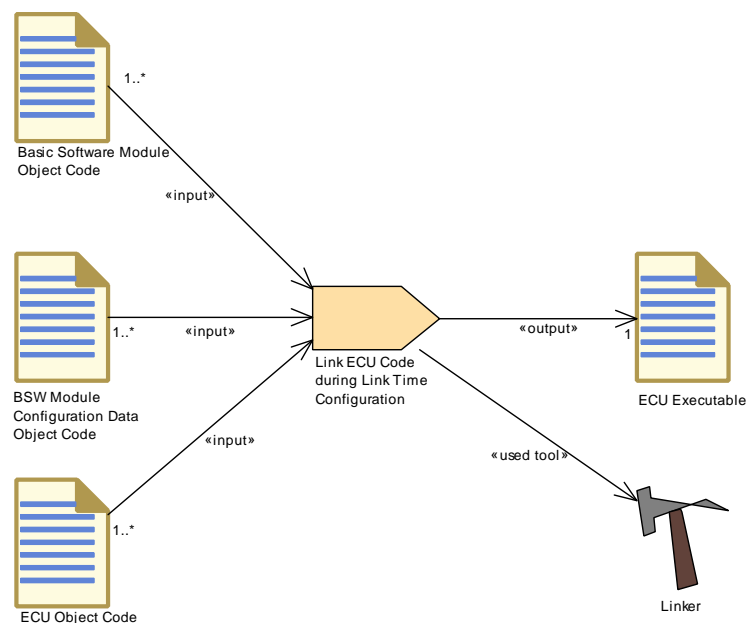 1..*
Basic Software Module
Object Code
«input»
1..*
«input»
BSW Module
Configuration Data
Object Code
Link ECU Code
during Link Time
Configuration
«output»
1
ECU Executable
«input»
«used tool»
1..*
ECU Object Code
Linker